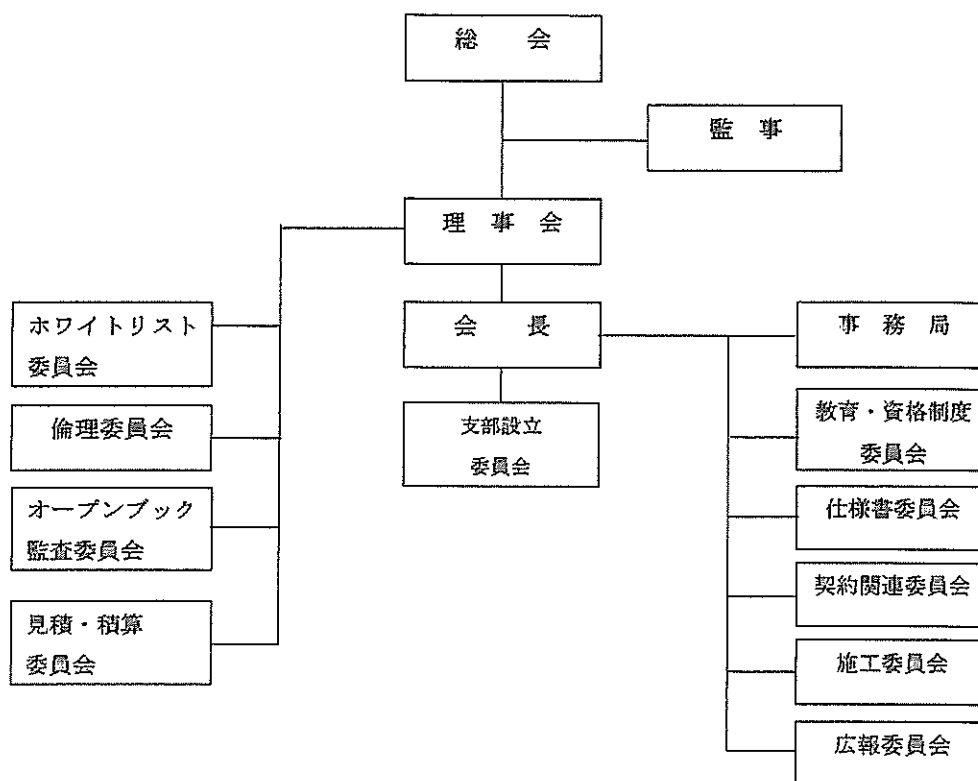 総　会
監　事
理　事　会
ホワイトリスト
委員会
倫理委員会
オープンブック
監査委員会
見積・積算
委員会
会　長
支部設立
委員会
事　務　局
教育・資格制度
委員会
仕様書委員会
契約関連委員会
施工委員会
広報委員会